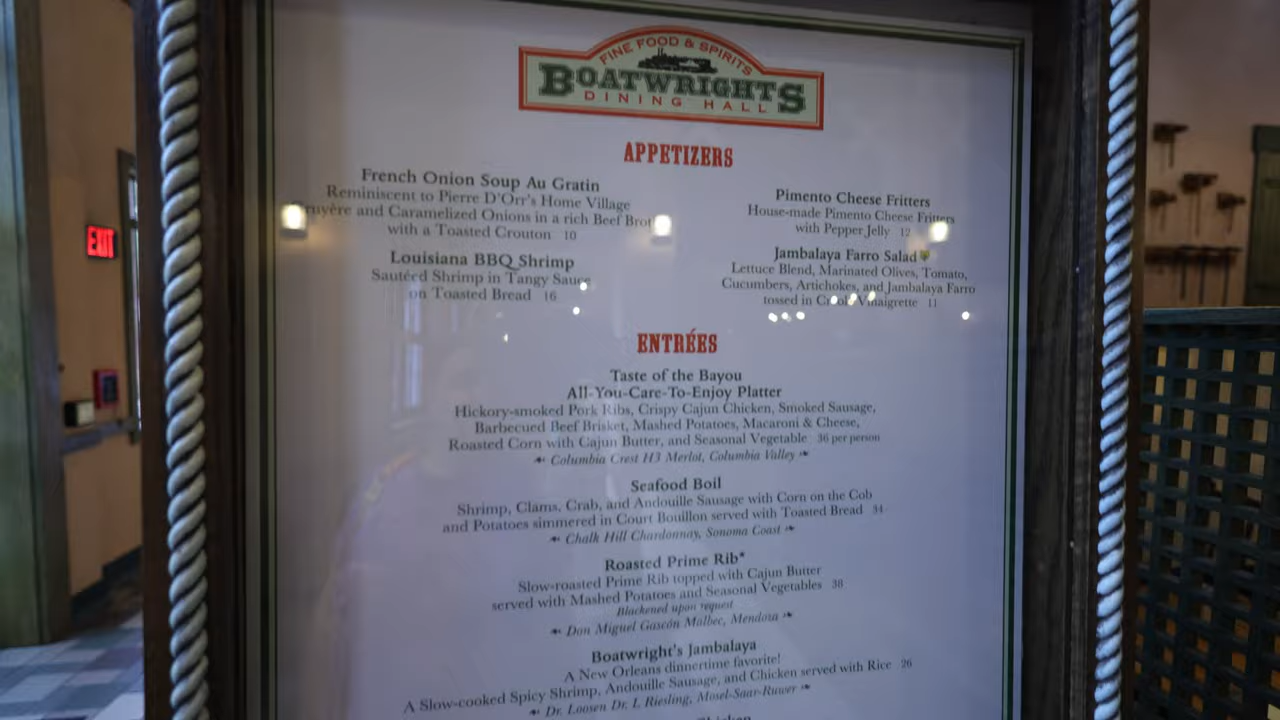 FINE FOOD & SPIRITS
BOATWRIGHTS
DINING HALL
APPETIZERS
French Onion Soup Au Gratin
Reminiscent to Pierre D'Orr's Home Village
and Caramelized Onions in a rich Beef
with a Toasted Crouton 10
Louisiana BBQ Shrimp
Sautéed Shrimp in Tangy Sauce
on Toasted Bread 16
Pimento Cheese Fritters
House-made Pimento Cheese Fritters
with Pepper Jelly 12
Jambalaya Farro Salad
Lettuce Blend, Marinated Olives, Tomato,
Cucumbers, Artichokes, and Jambalaya Farro
tossed in Vinaigrette 11
ENTRÉES
Taste of the Bayou
All-You-Care-To-Enjoy Platter
Hickory-smoked Pork Ribs, Crispy Cajun Chicken, Smoked Sausage,
Barbecued Beef Brisket, Mashed Potatoes, Macaroni & Cheese,
Roasted Corn with Cajun Butter, and Seasonal Vegetable 36 per person
Columbia Crest H3 Merlot, Columbia Valley
Seafood Boil
Shrimp, Clams, Crab, and Andouille Sausage with Corn on the Cob
and Potatoes simmered in Court Bouillon served with Toasted Bread 34
Chalk Hill Chardonnay, Sonoma Coast
Roasted Prime Rib*
Slow-roasted Prime Rib topped with Cajun Butter
served with Mashed Potatoes and Seasonal Vegetables 38
Blackened upon request
Don Miguel Gascón Malbec, Mendoza
Boatwright's Jambalaya
A New Orleans dinnertime favorite!
A Slow-cooked Spicy Shrimp, Andouille Sausage, and Chicken served with Rice 26
Dr. Loosen Dr. L Riesling, Mosel-Saar-Ruwer
Chicken
EXIT